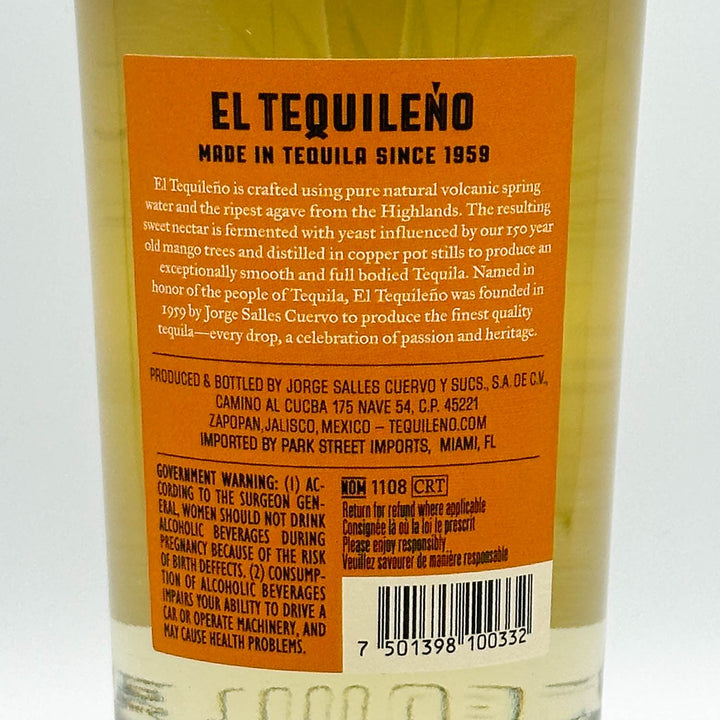 EL TEQUILEÑO
MADE IN TEQUILA SINCE 1959
El Tequileño is crafted using pure natural volcanic spring
water and the ripest agave from the Highlands. The resulting
sweet nectar is fermented with yeast influenced by our 150 year
old mango trees and distilled in copper pot stills to produce an
exceptionally smooth and full bodied Tequila. Named in
honor of the people of Tequila, El Tequileño was founded in
1959 by Jorge Salles Cuervo to produce the finest quality
tequila—every drop, a celebration of passion and heritage.
PRODUCED & BOTTLED BY JORGE SALLES CUERVO Y SUCS., S.A. DE C.V.,
CAMINO AL CUCBA 175 NAVE 54, C.P. 45221
ZAPOPAN, JALISCO, MEXICO – TEQUILENO.COM
IMPORTED BY PARK STREET IMPORTS, MIAMI, FL
GOVERNMENT WARNING: (1) AC-
CORDING TO THE SURGEON GEN-
ERAL, WOMEN SHOULD NOT DRINK
ALCOHOLIC BEVERAGES DURING
PREGNANCY BECAUSE OF THE RISK
OF BIRTH DEFECTS. (2) CONSUMP-
TION OF ALCOHOLIC BEVERAGES
IMPAIRS YOUR ABILITY TO DRIVE A
CAR OR OPERATE MACHINERY, AND
MAY CAUSE HEALTH PROBLEMS.
NOM 1108 CRT
Return for refund where applicable
Consignée là où la loi le prescrit
Please enjoy responsibly
Veuillez savourer de manière responsable
7 501398 100332